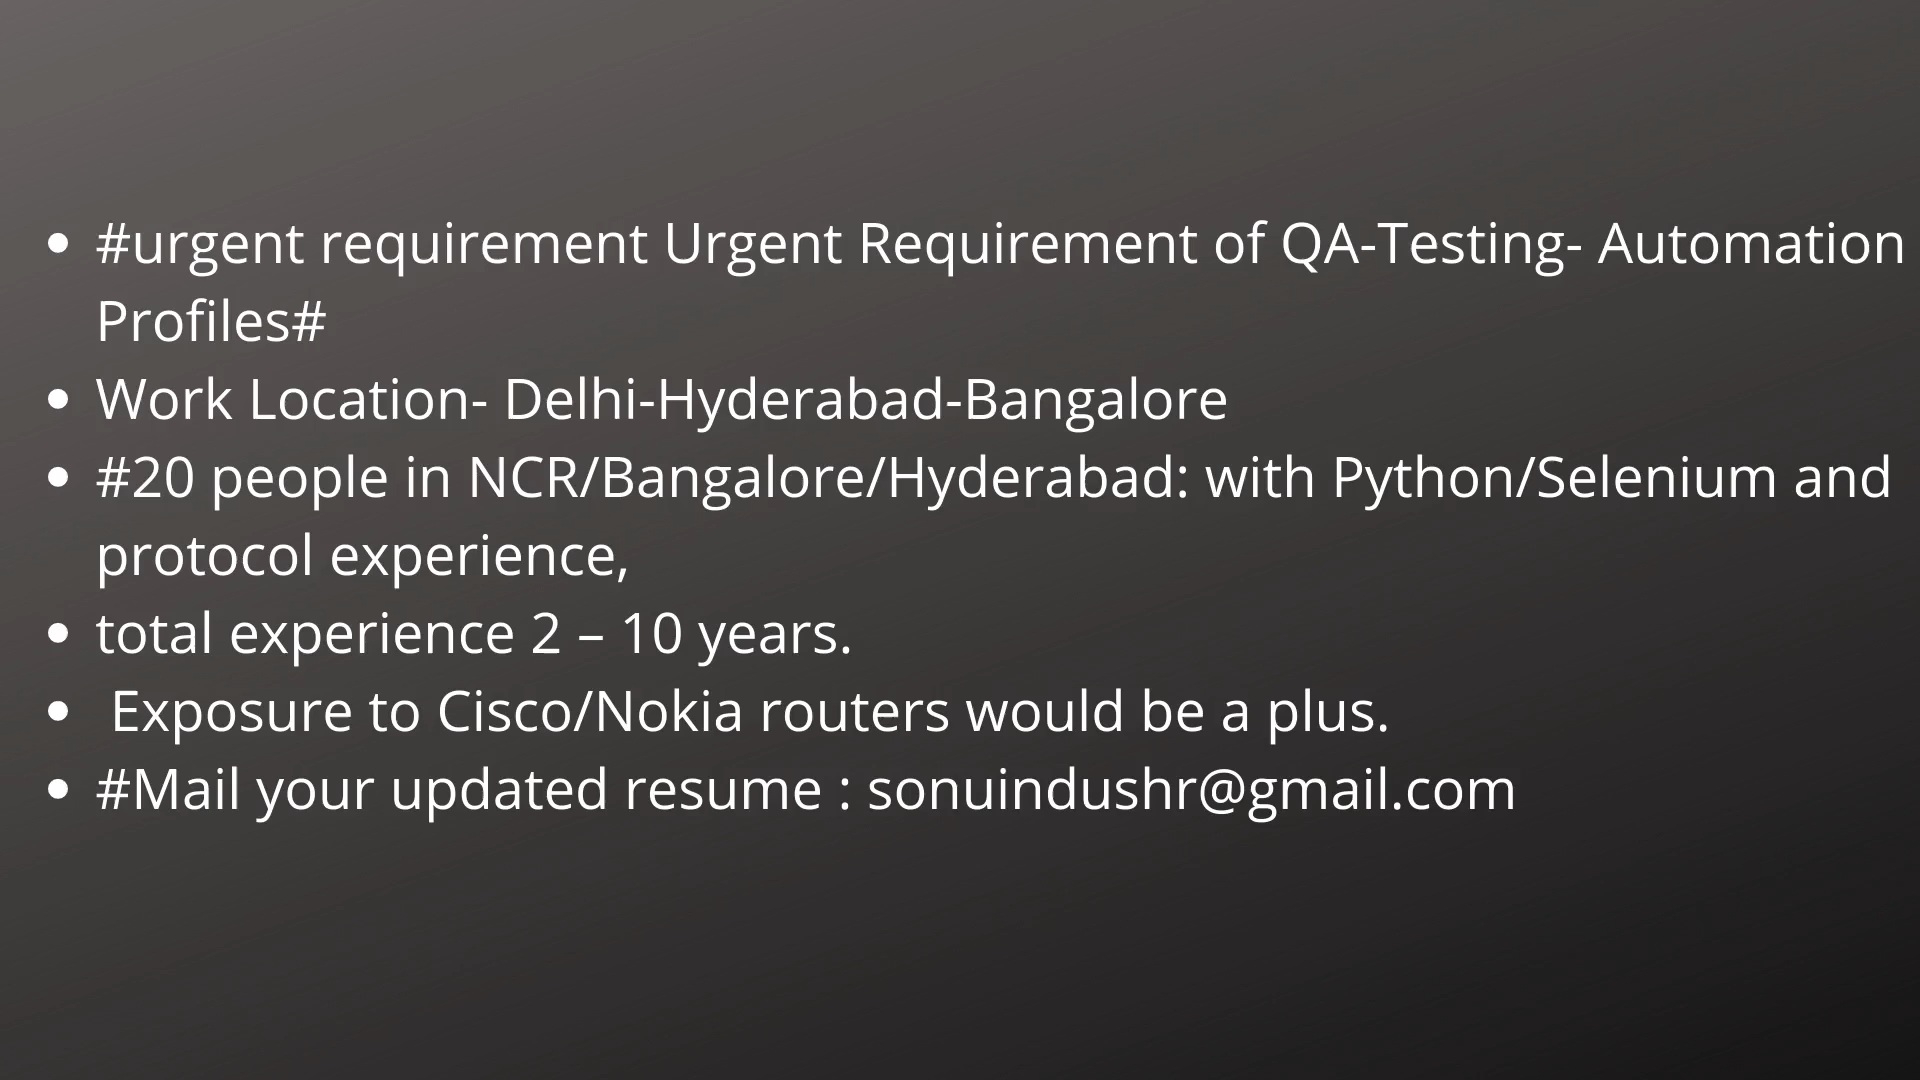 • #urgent requirement Urgent Requirement of QA-Testing- Automation
Profiles#
• Work Location- Delhi-Hyderabad-Bangalore
• #20 people in NCR/Bangalore/Hyderabad: with Python/Selenium and
protocol experience,
• total experience 2 – 10 years.
• Exposure to Cisco/Nokia routers would be a plus.
• #Mail your updated resume : sonuindushr@gmail.com